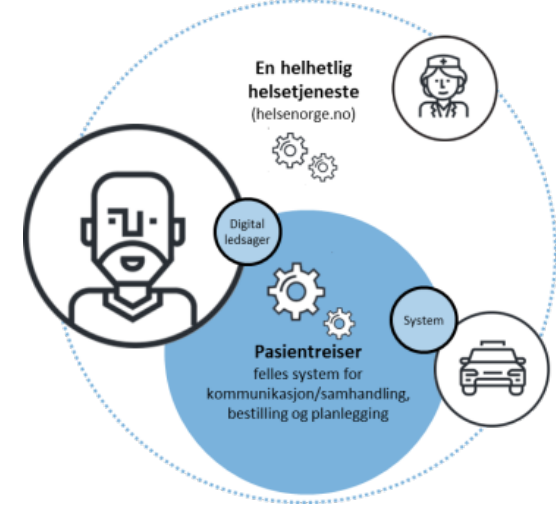 En helhetlig
helsetjeneste
(helsenorge.no)
Digital
ledsager
System
Pasientreiser
felles system for
kommunikasjon/samhandling,
bestilling og planlegging